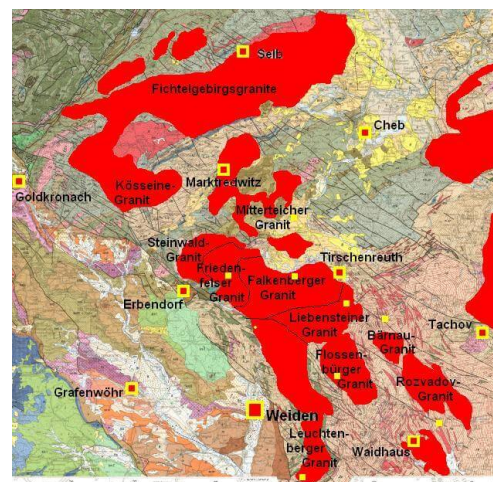 Selb
Fichtelgebirgsgranite
Cheb
Kösseine-
Granit
Marktredwitz
Goldkronach
Mitterteicher
Granit
Steinwald-
Granit
Frieden-
felser
Granit
Falkenberger
Granit
Tirschenreuth
Erbendorf
Liebensteiner
Granit
Bärnau-
Granit
Tachov
Flossen-
bürger
Granit
Rozvadov-
Granit
Grafenwöhr
Weiden
Leuchten-
berger
Granit
Waidhaus